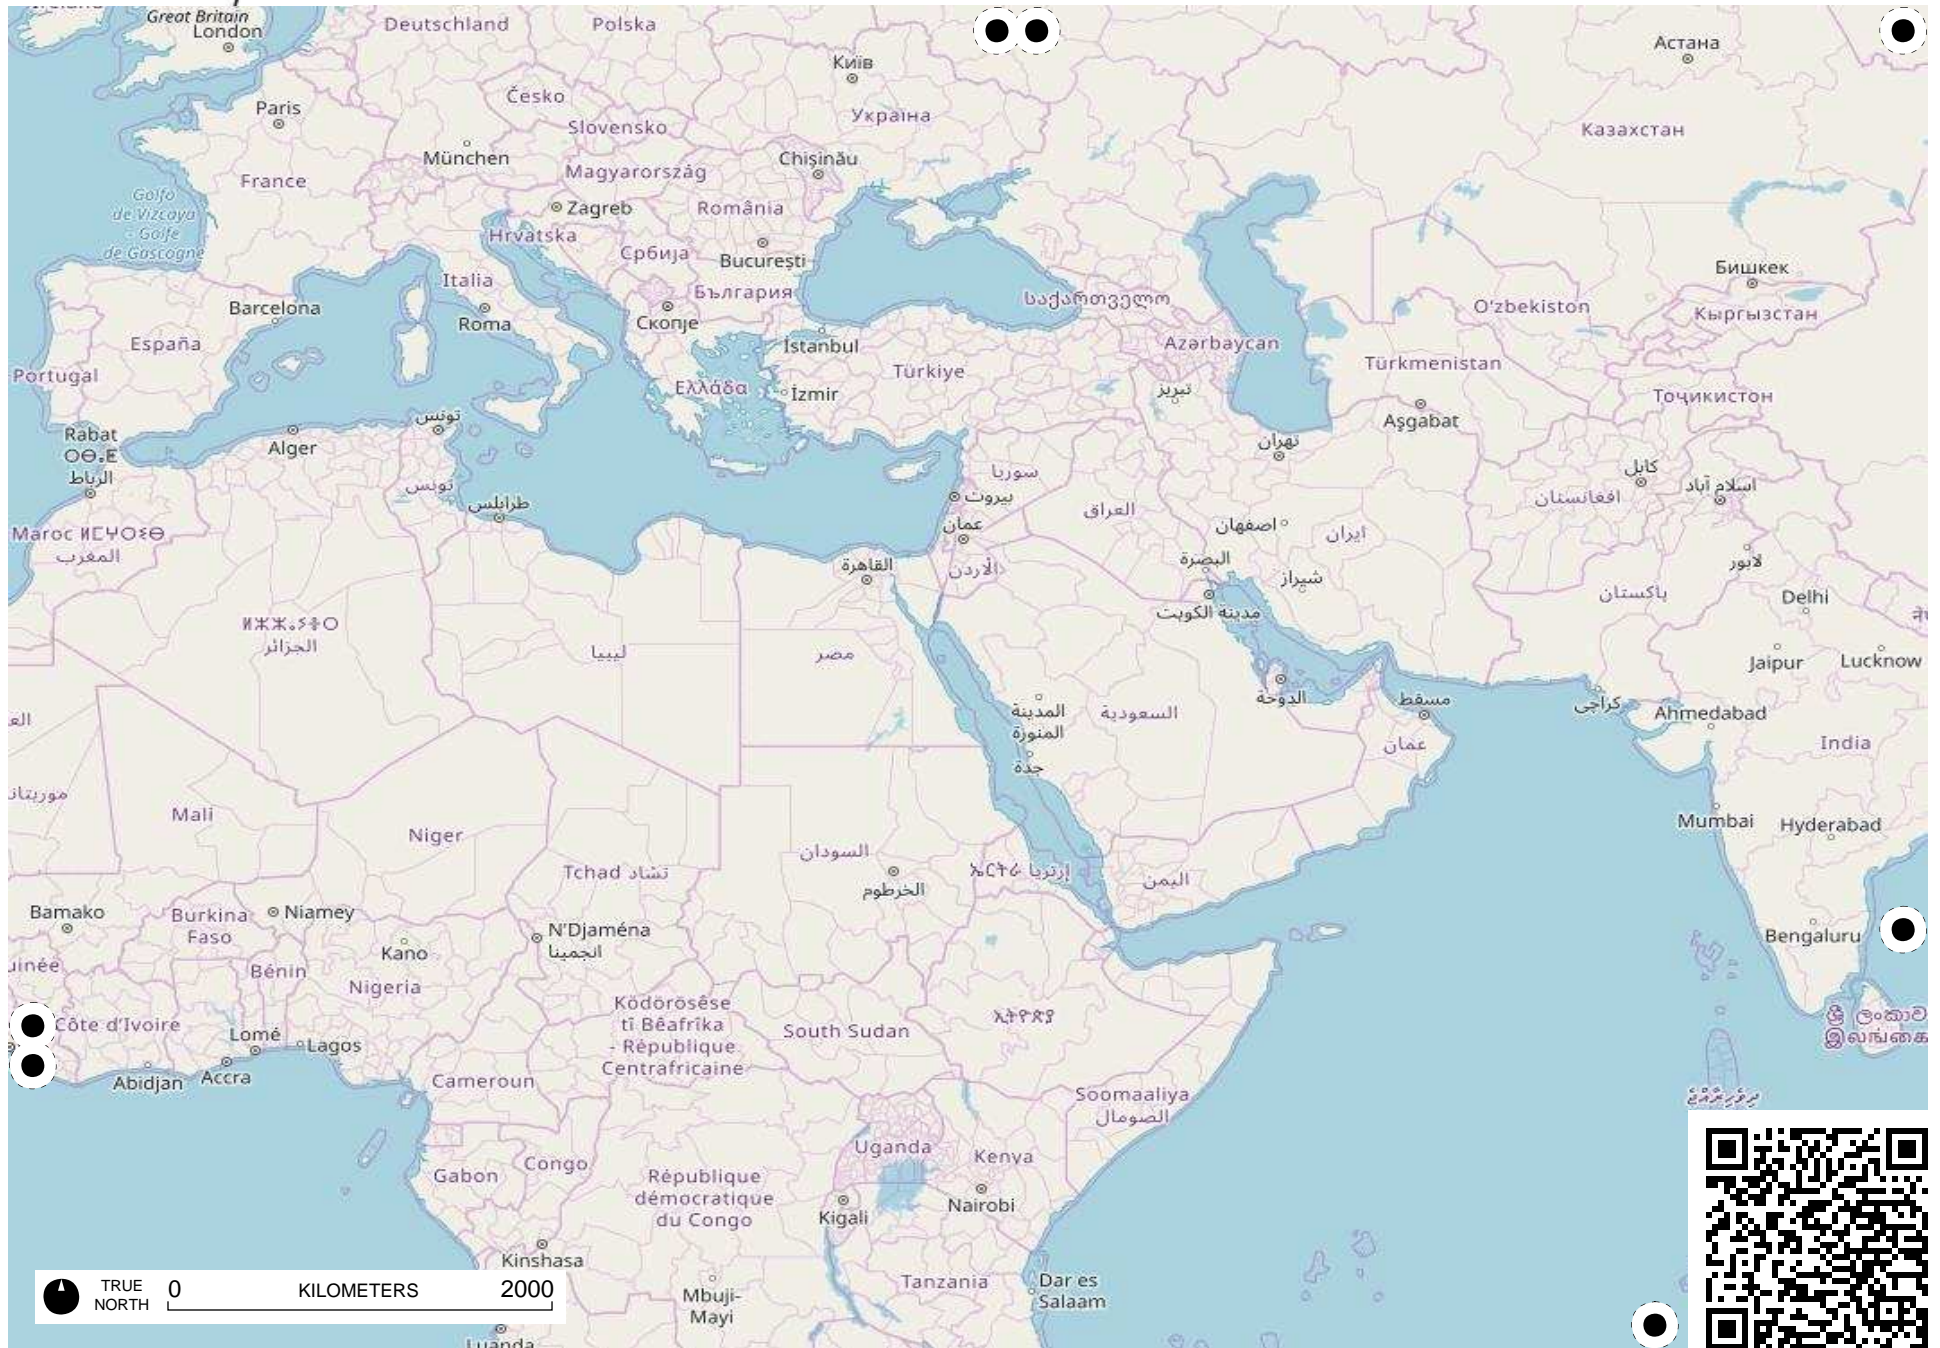 Great Britain
London
Deutschland
Polska
Астана
Київ
Česko
Paris
Україна
Slovensko
Казахстан
München
Chișinău
Magyarország
France
Golfo
de Vizcaya
- Golfe
de Gascogne
Zagreb
România
Hrvatska
Србија
București
Бишкек
Italia
България
Barcelona
საქართველო
O'zbekiston
Кыргызстан
Roma
Скопје
España
İstanbul
Azərbaycan
Türkmenistan
Portugal
Türkiye
Ελλάδα
İzmir
تبریز
Тоҷикистон
تونس
Aşgabat
Rabat
ⵔⴱⴰⵟ
الرباط
Alger
تهران
سوريا
کابل
تونس
اسلام آباد
بيروت
افغانستان
طرابلس
العراق
عمان
اصفهان
ایران
Maroc ⵍⵎⵖⵔⵉⴱ
المغرب
القاهرة
الأردن
البصرة
لاہور
شیراز
پاکستان
Delhi
مدينة الكويت
ⵍⵣⵣⴰⵢⴻⵔ
الجزائر
ليبيا
مصر
Jaipur
Lucknow
الدوحة
مسقط
کراچی
المدينة
المنورة
السعودية
Ahmedabad
عمان
India
جدة
Mali
Niger
Mumbai
Hyderabad
السودان
Tchad تشاد
ኤርትራ إرتريا
اليمن
الخرطوم
Bamako
Burkina
Faso
Niamey
N'Djaména
انجمينا
Kano
Bengaluru
Bénin
Nigeria
Ködörösêse
tî Bêafrîka
- République
Centrafricaine
Côte d'Ivoire
South Sudan
ኢትዮጵያ
Lomé
Lagos
Abidjan
Accra
Cameroun
Soomaaliya
الصومال
Uganda
Kenya
Gabon
Congo
République
démocratique
du Congo
Kigali
Nairobi
Kinshasa
Tanzania
Dar es
Salaam
Mbuji-
Mayi
TRUE
NORTH
0 KILOMETERS 2000